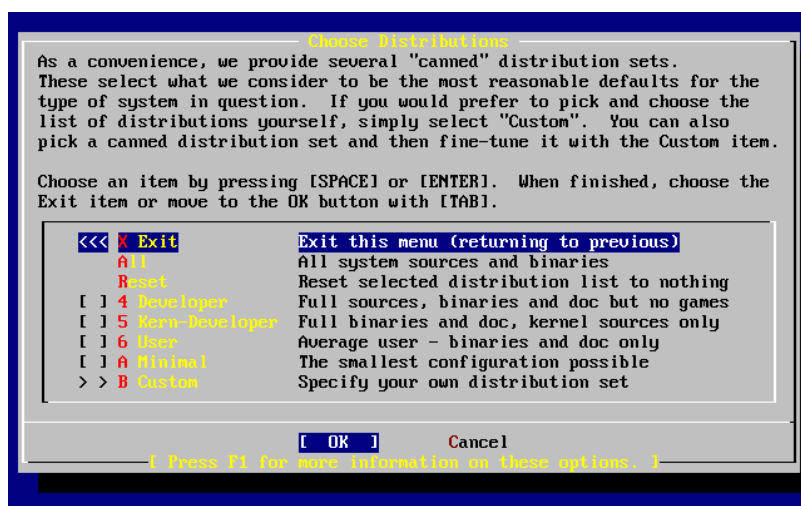 Choose Distributions
As a convenience, we provide several "canned" distribution sets.
These select what we consider to be the most reasonable defaults for the
type of system in question.  If you would prefer to pick and choose the
list of distributions yourself, simply select "Custom".  You can also
pick a canned distribution set and then fine-tune it with the Custom item.
Choose an item by pressing [SPACE] or [ENTER].  When finished, choose the
Exit item or move to the OK button with [TAB].
<<< X Exit Exit this menu (returning to previous)
All All system sources and binaries
Reset Reset selected distribution list to nothing
[ ] 4 Developer Full sources, binaries and doc but no games
[ ] 5 Kern-Developer Full binaries and doc, kernel sources only
[ ] 6 User Average user - binaries and doc only
[ ] A Minimal The smallest configuration possible
> > B Custom Specify your own distribution set
[ OK ] Cancel
[ Press F1 for more information on these options. ]